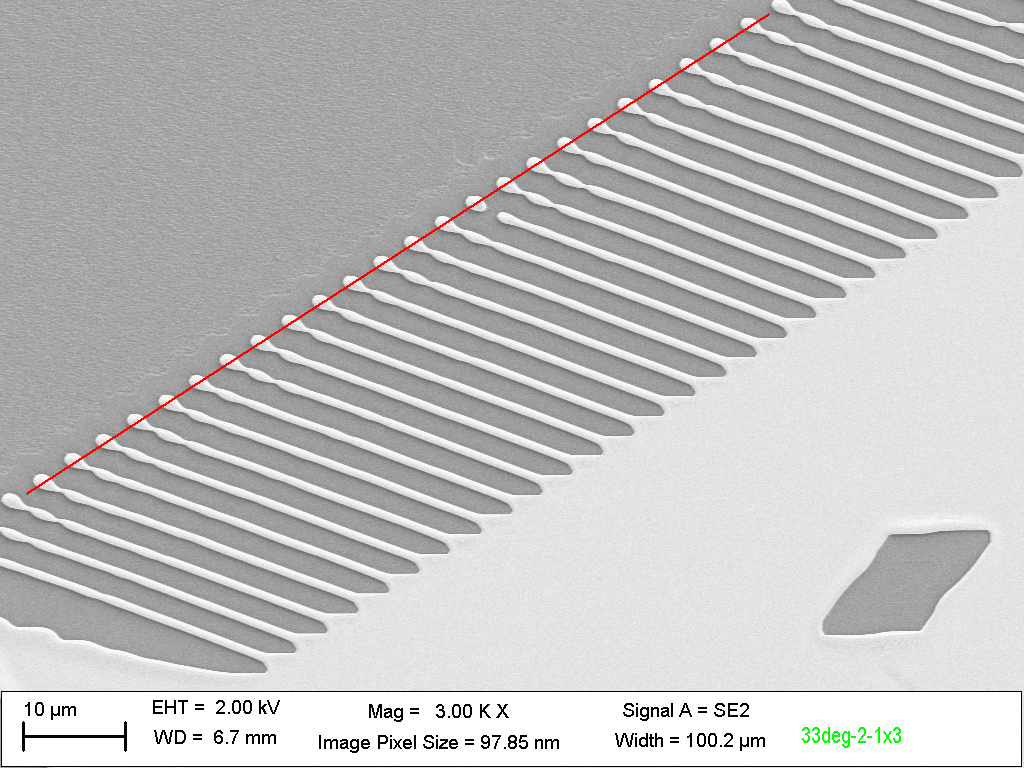 10 µm
EHT = 2.00 kV
WD = 6.7 mm
Mag = 3.00 K X
Image Pixel Size = 97.85 nm
Signal A = SE2
Width = 100.2 µm
33deg-2-1x3